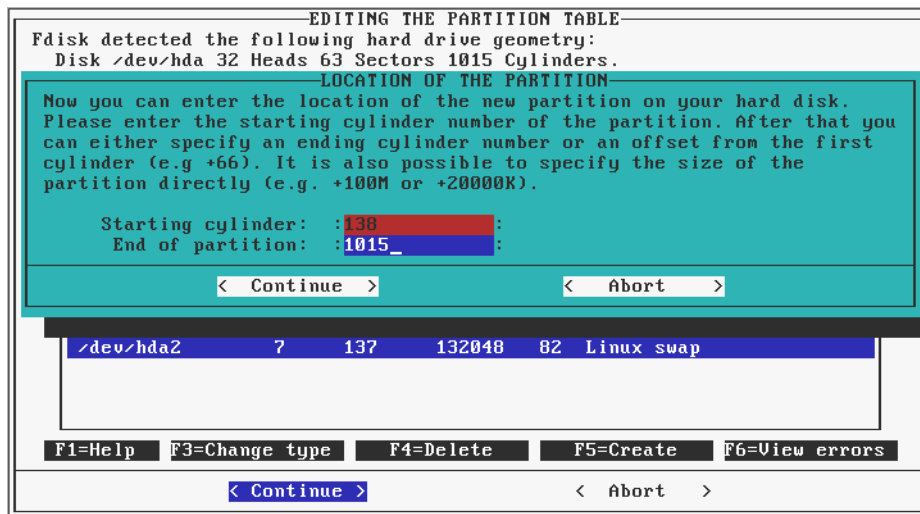 EDITING THE PARTITION TABLE
Fdisk detected the following hard drive geometry:
Disk /dev/hda 32 Heads 63 Sectors 1015 Cylinders.
LOCATION OF THE PARTITION
Now you can enter the location of the new partition on your hard disk.
Please enter the starting cylinder number of the partition. After that you
can either specify an ending cylinder number or an offset from the first
cylinder (e.g +66). It is also possible to specify the size of the
partition directly (e.g. +100M or +20000K).
Starting cylinder: :138 :
End of partition: :1015_ :
< Continue > < Abort >
/dev/hda2 7 137 132048 82 Linux swap
F1=Help F3=Change type F4=Delete F5=Create F6=View errors
< Continue > < Abort >